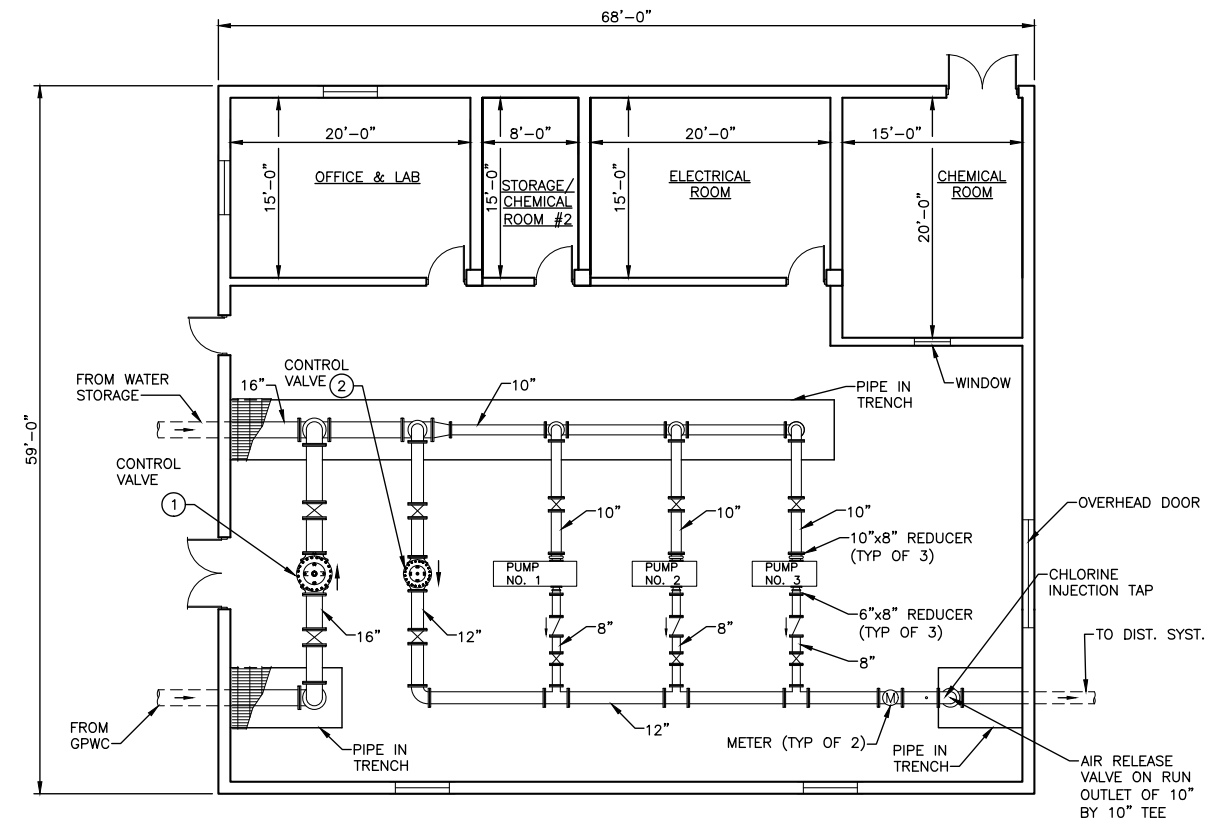 68'-0"
20'-0"
8'-0"
20'-0"
15'-0"
OFFICE & LAB
15'-0"
STORAGE/
CHEMICAL
ROOM #2
15'-0"
ELECTRICAL
ROOM
15'-0"
CHEMICAL
ROOM
20'-0"
59'-0"
FROM WATER
STORAGE
16"
CONTROL
VALVE 2
10"
PIPE IN
TRENCH
WINDOW
CONTROL
VALVE
1
10"
10"
10"
OVERHEAD DOOR
10"x8" REDUCER
(TYP OF 3)
PUMP
NO. 1
PUMP
NO. 2
PUMP
NO. 3
CHLORINE
INJECTION TAP
6"x8" REDUCER
(TYP OF 3)
16"
12"
8"
8"
8"
TO DIST. SYST.
FROM
GPWC
M
12"
METER (TYP OF 2)
PIPE IN
TRENCH
PIPE IN
TRENCH
AIR RELEASE
VALVE ON RUN
OUTLET OF 10"
BY 10" TEE